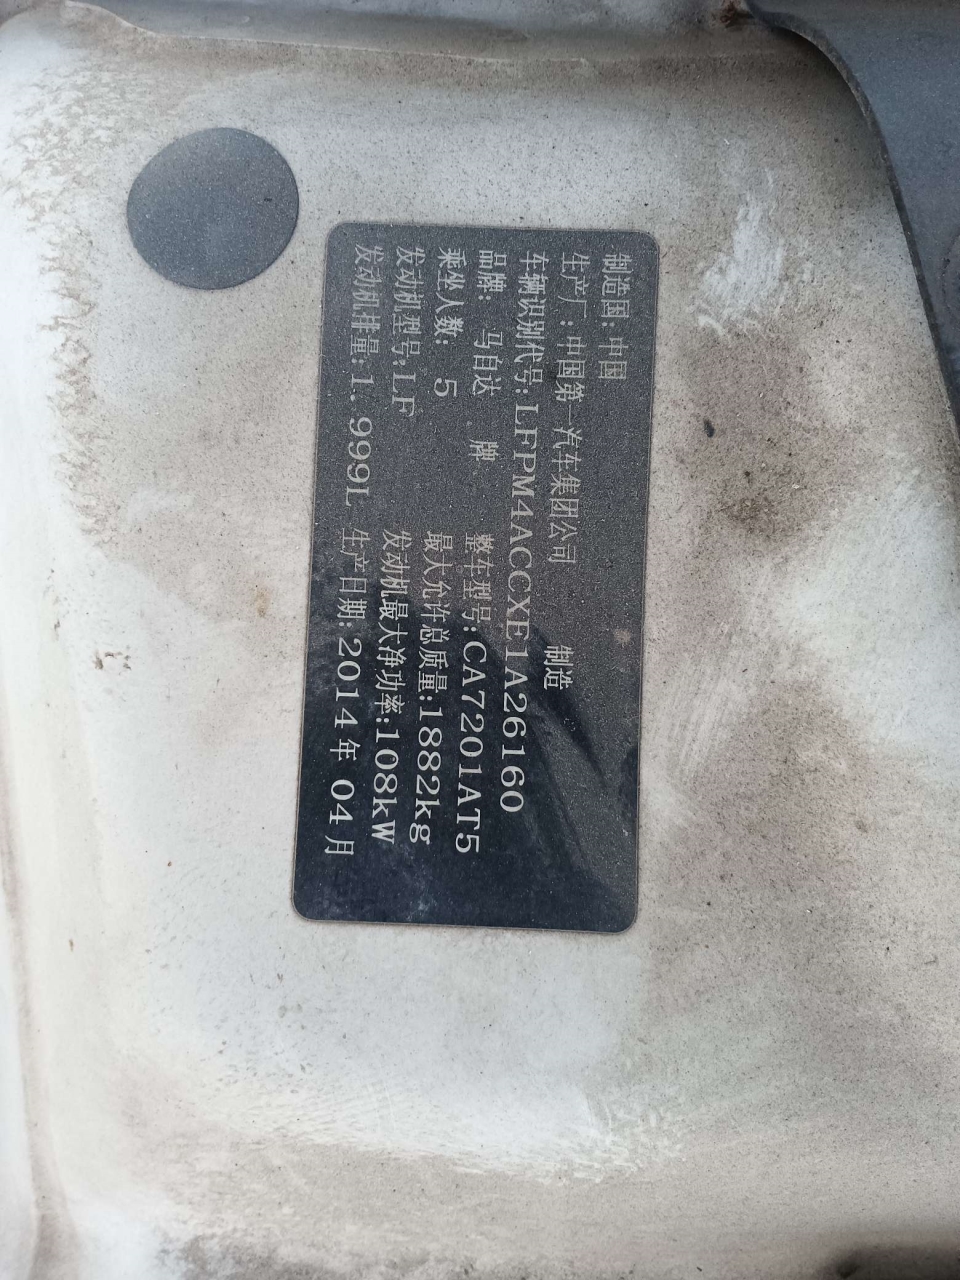 制造国：中国
生产厂：中国第一汽车集团公司 制造
车辆识别代号：LFPM4ACCXE1A26160
品牌： 马自达 牌 整车型号：CA7201AT5
乘坐人数： 5 最大允许总质量：1882kg
发动机型号：LF 发动机最大净功率：108kW
发动机排量：1.999L 生产日期：2014年 04月